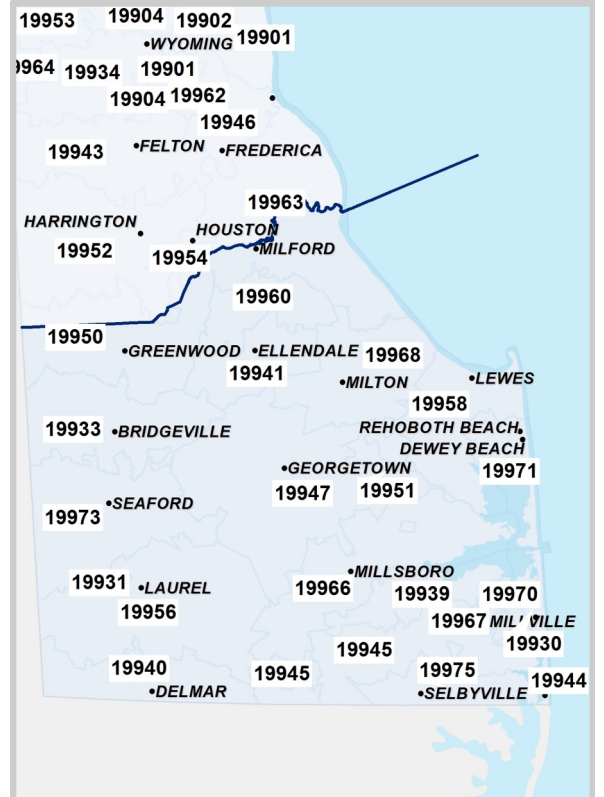 19953
19904
19902
WYOMING
19901
19934
19901
19904
19962
19946
19943
FELTON
FREDERICA
19963
HARRINGTON
HOUSTON
19952
19954
MILFORD
19960
19950
GREENWOOD
ELLENDALE
19968
19941
MILTON
LEWES
19958
19933
BRIDGEVILLE
REHOBOTH BEACH
DEWEY BEACH
GEORGETOWN
19971
19947
19951
SEAFORD
19973
MILLSBORO
19931
LAUREL
19966
19939
19970
19956
19967
19930
19945
19940
19945
19975
19944
DELMAR
SELBYVILLE